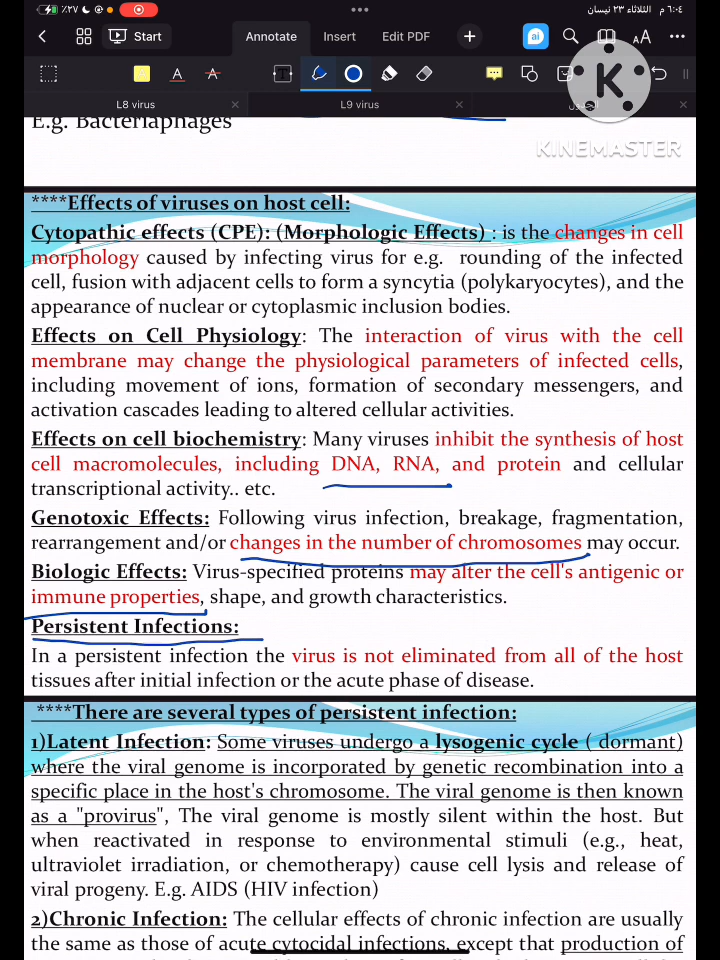 ٪٢٧ ٦:٠٤ م الثلاثاء ٢٣ نيسان
Start Annotate Insert Edit PDF ai AA
T A A K
L8 virus L9 virus الجدول
E.g. Bacteriaphages
KINEMASTER
****Effects of viruses on host cell:
Cytopathic effects (CPE): (Morphologic Effects) : is the changes in cell
morphology caused by infecting virus for e.g. rounding of the infected
cell, fusion with adjacent cells to form a syncytia (polykaryocytes), and the
appearance of nuclear or cytoplasmic inclusion bodies.
Effects on Cell Physiology: The interaction of virus with the cell
membrane may change the physiological parameters of infected cells,
including movement of ions, formation of secondary messengers, and
activation cascades leading to altered cellular activities.
Effects on cell biochemistry: Many viruses inhibit the synthesis of host
cell macromolecules, including DNA, RNA, and protein and cellular
transcriptional activity.. etc.
Genotoxic Effects: Following virus infection, breakage, fragmentation,
rearrangement and/or changes in the number of chromosomes may occur.
Biologic Effects: Virus-specified proteins may alter the cell's antigenic or
immune properties, shape, and growth characteristics.
Persistent Infections:
In a persistent infection the virus is not eliminated from all of the host
tissues after initial infection or the acute phase of disease.
****There are several types of persistent infection:
1)Latent Infection: Some viruses undergo a lysogenic cycle ( dormant)
where the viral genome is incorporated by genetic recombination into a
specific place in the host's chromosome. The viral genome is then known
as a "provirus", The viral genome is mostly silent within the host. But
when reactivated in response to environmental stimuli (e.g., heat,
ultraviolet irradiation, or chemotherapy) cause cell lysis and release of
viral progeny. E.g. AIDS (HIV infection)
2)Chronic Infection: The cellular effects of chronic infection are usually
the same as those of acute cytocidal infections, except that production of